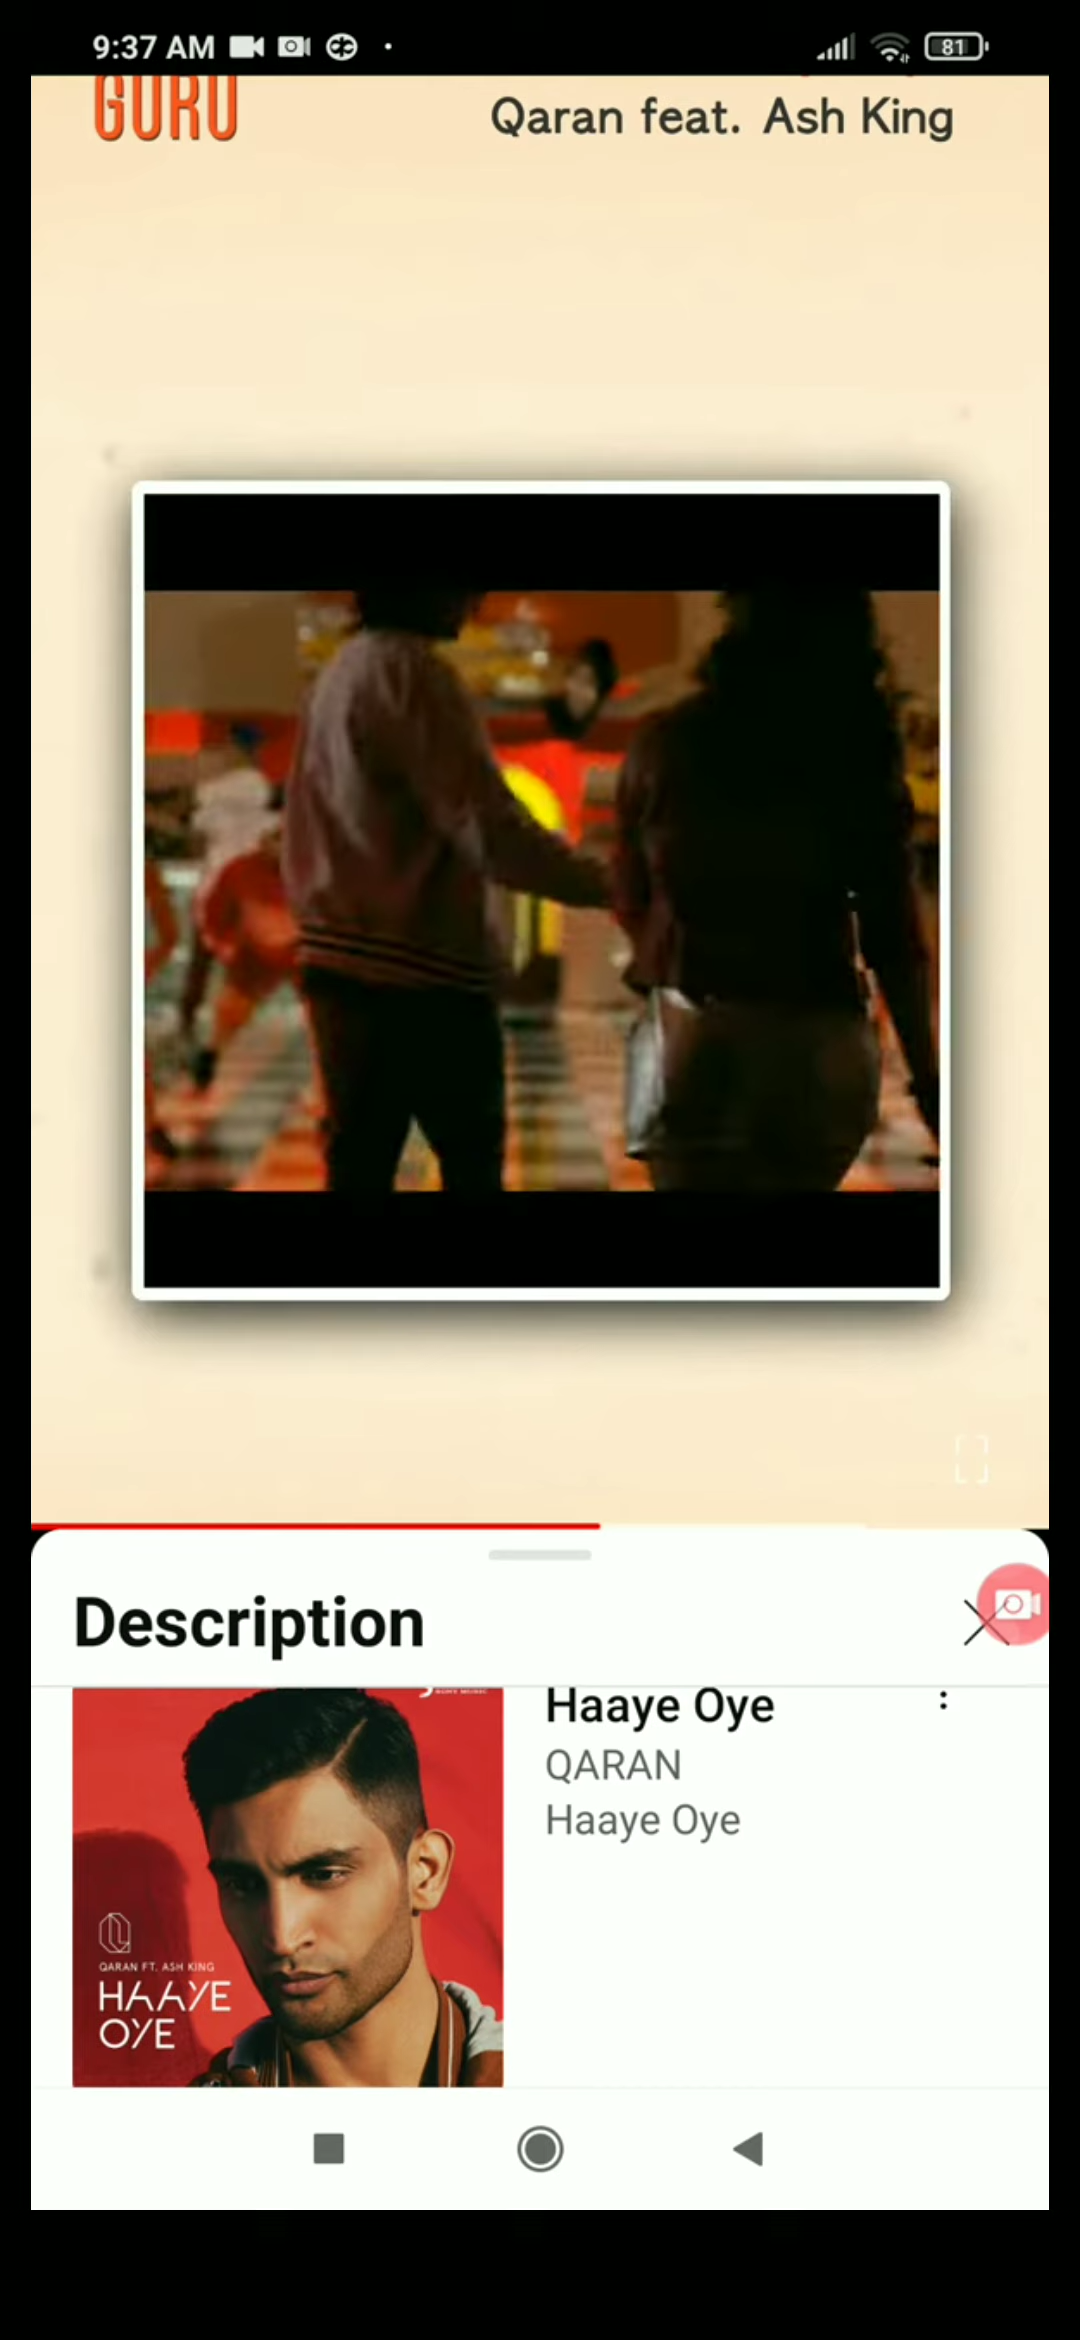 9:37 AM
81
GURU
Qaran feat. Ash King
Description
Haaye Oye
QARAN
Haaye Oye
QARAN FT. ASH KING
HAAYE
OYE